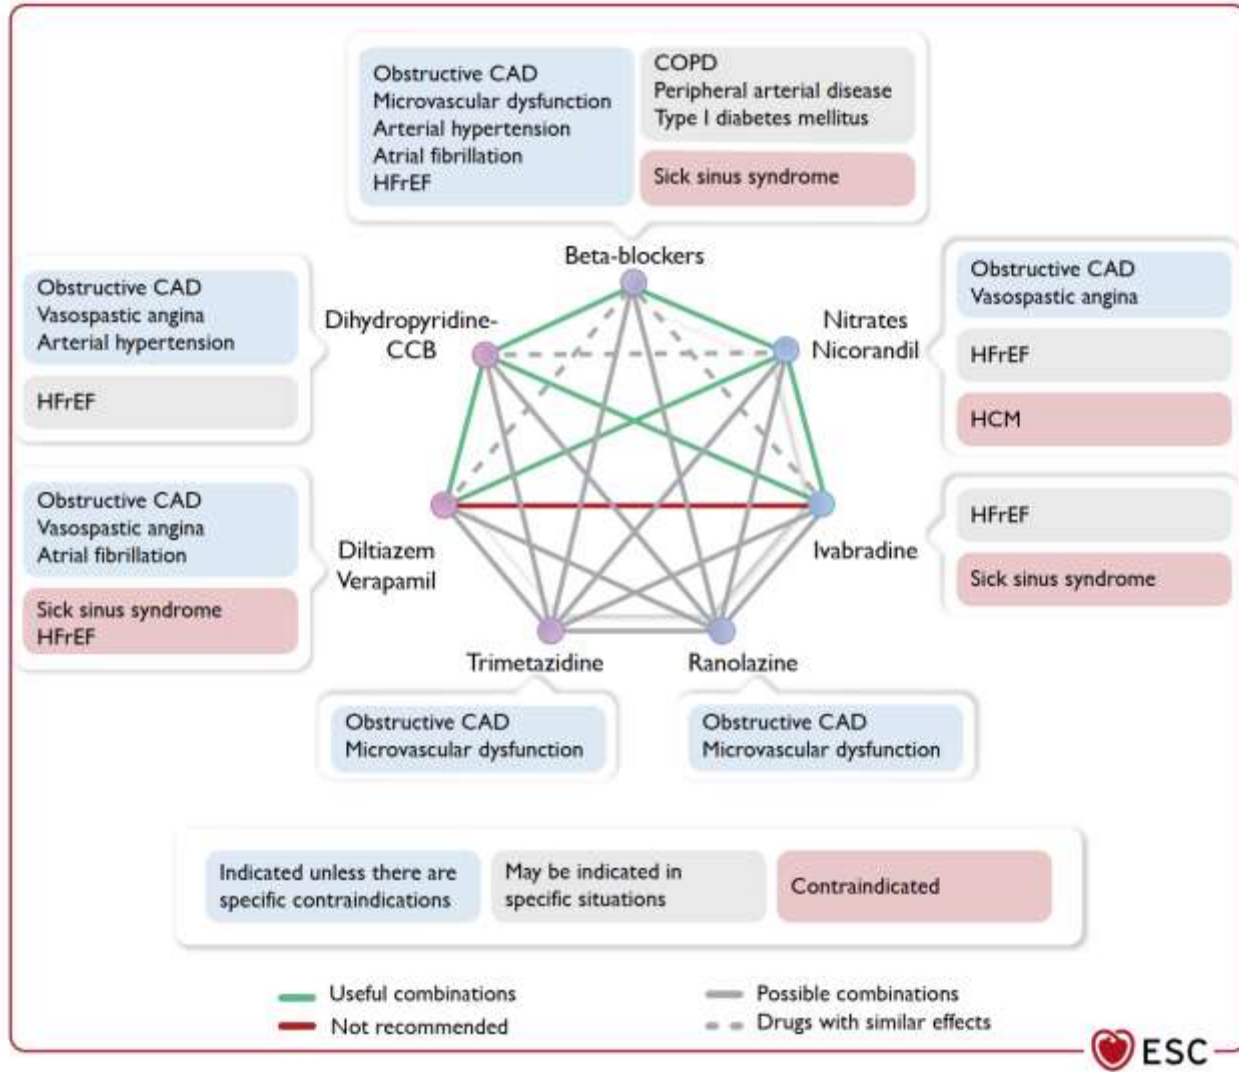 Obstructive CAD
Microvascular dysfunction
Arterial hypertension
Atrial fibrillation
HFrEF
COPD
Peripheral arterial disease
Type I diabetes mellitus
Sick sinus syndrome
Beta-blockers
Obstructive CAD
Vasospastic angina
Arterial hypertension
HFrEF
Dihydropyridine-
CCB
Nitrates
Nicorandil
Obstructive CAD
Vasospastic angina
HFrEF
HCM
Obstructive CAD
Vasospastic angina
Atrial fibrillation
Sick sinus syndrome
HFrEF
Diltiazem
Verapamil
Ivabradine
HFrEF
Sick sinus syndrome
Trimetazidine
Ranolazine
Obstructive CAD
Microvascular dysfunction
Obstructive CAD
Microvascular dysfunction
Indicated unless there are
specific contraindications
May be indicated in
specific situations
Contraindicated
Useful combinations
Not recommended
Possible combinations
Drugs with similar effects
ESC